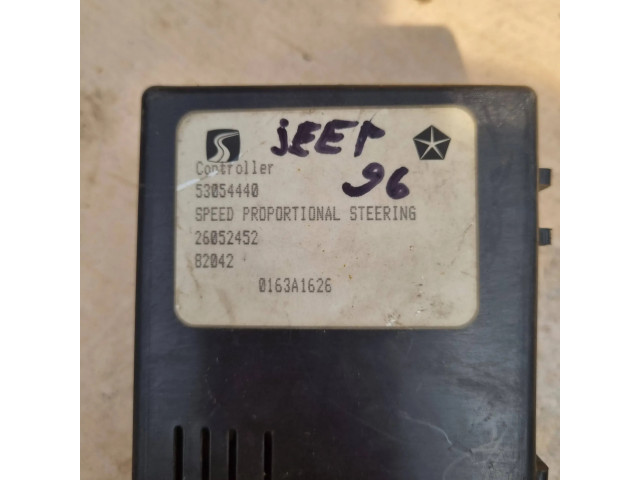 jEEP
Controller
96
53054440
SPEED PROPORTIONAL STEERING
26052452
82042
0163A1626